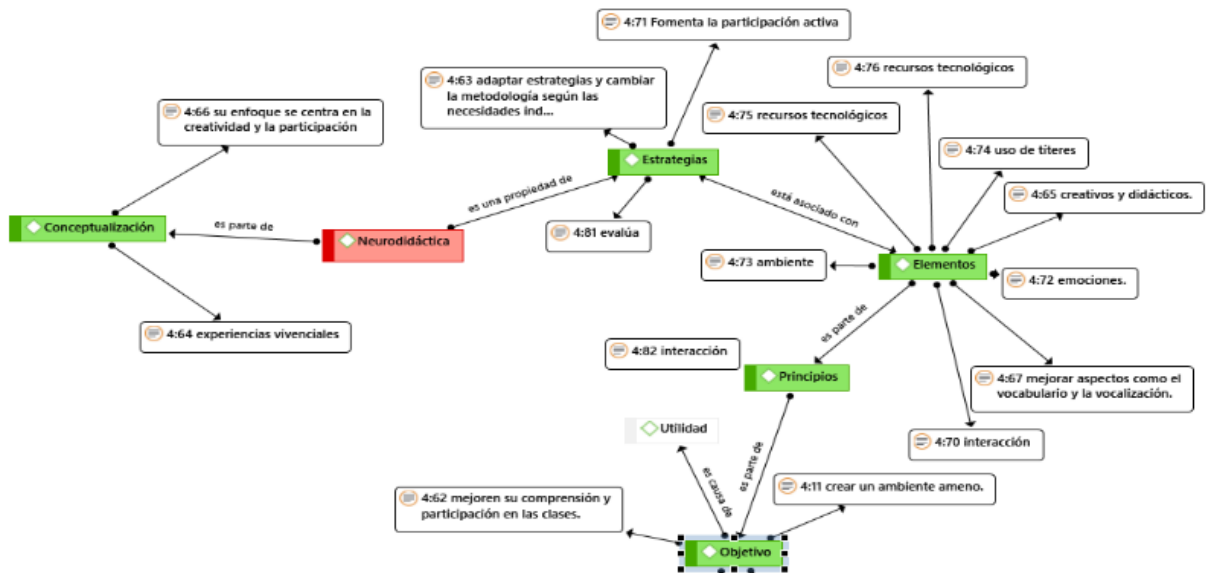 4:71 Fomenta la participación activa
4:76 recursos tecnológicos
4:63 adaptar estrategias y cambiar
la metodología según las
necesidades ind...
4:66 su enfoque se centra en la
creatividad y la participación
4:75 recursos tecnológicos
4:74 uso de títeres
Estrategias
es una propiedad de
está asociado con
4:65 creativos y didácticos.
Conceptualización
es parte de
Neurodidáctica
4:81 evalúa
4:73 ambiente
Elementos
4:72 emociones.
4:64 experiencias vivenciales
es parte de
4:82 interacción
Principios
4:67 mejorar aspectos como el
vocabulario y la vocalización.
Utilidad
4:70 interacción
es causa de
es parte de
4:62 mejoren su comprensión y
participación en las clases.
4:11 crear un ambiente ameno.
Objetivo